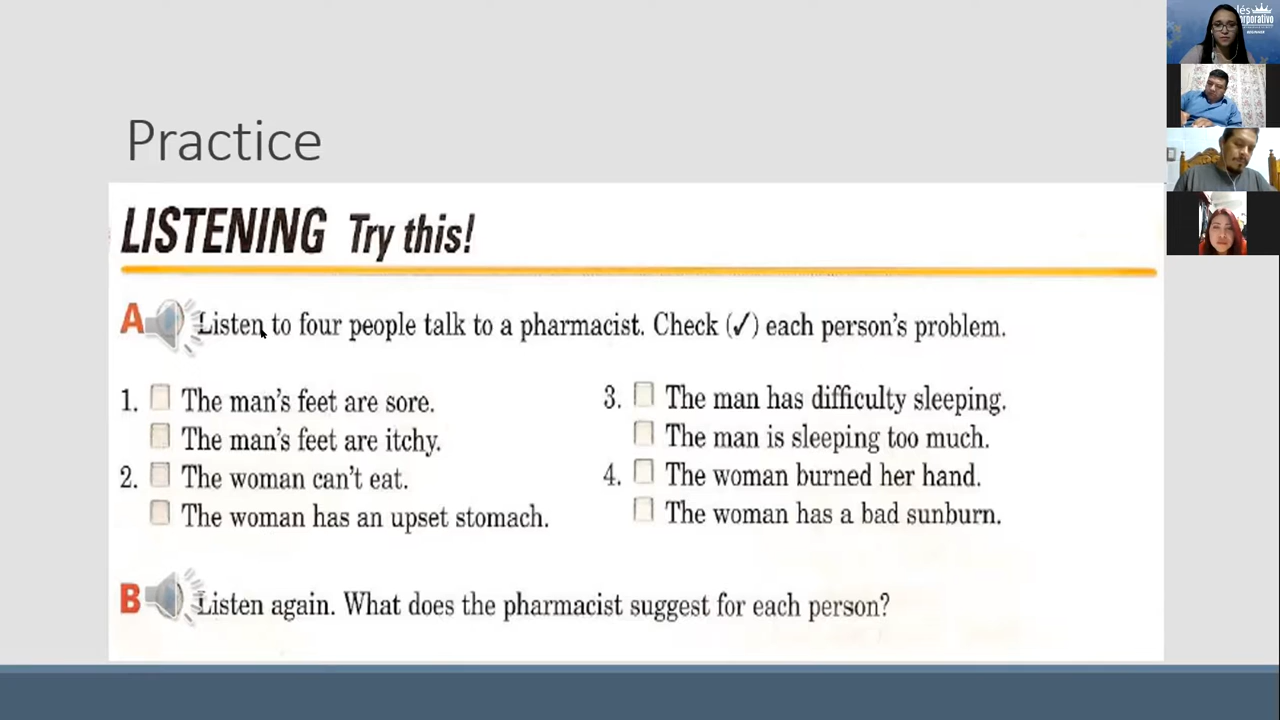 Practice
LISTENING Try this!
A Listen to four people talk to a pharmacist. Check (✓) each person's problem.
1. The man's feet are sore.
The man's feet are itchy.
2. The woman can't eat.
The woman has an upset stomach.
3. The man has difficulty sleeping.
The man is sleeping too much.
4. The woman burned her hand.
The woman has a bad sunburn.
B Listen again. What does the pharmacist suggest for each person?